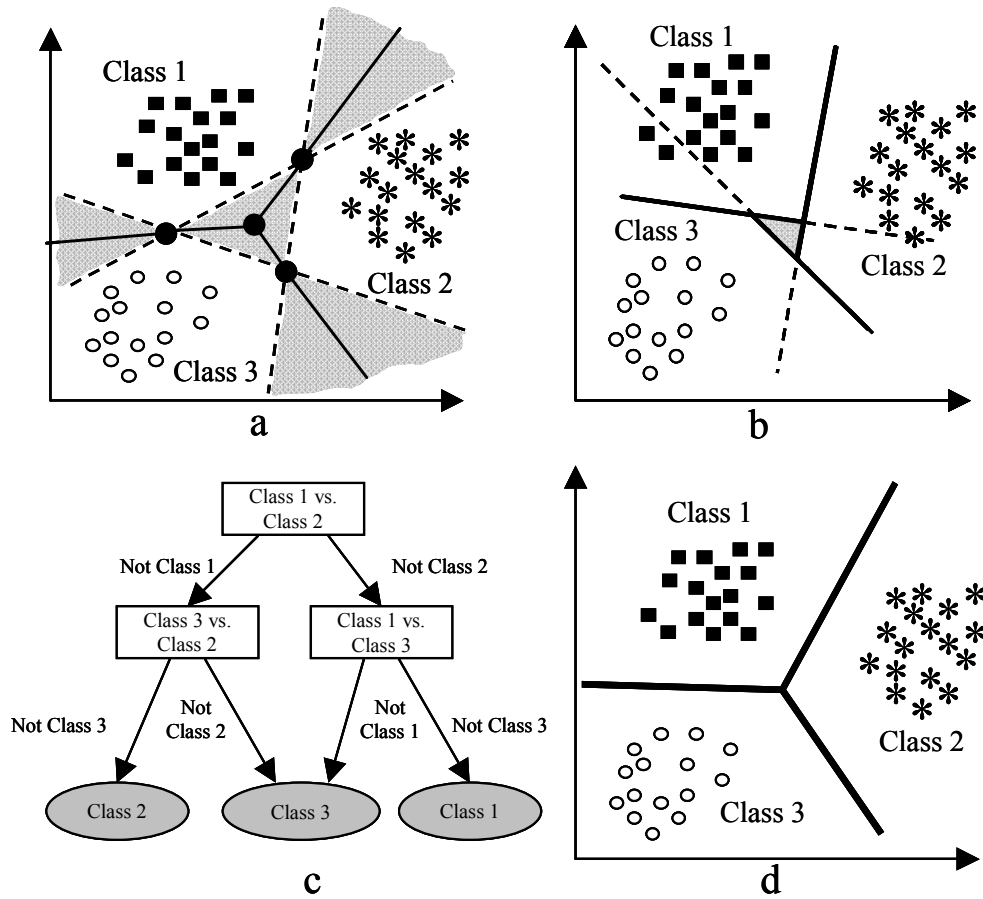 Class 1
Class 2
Class 3
a
Class 1
Class 3
Class 2
b
Class 1 vs.
Class 2
Not Class 1
Not Class 2
Class 3 vs.
Class 2
Class 1 vs.
Class 3
Not Class 3
Not
Class 2
Not
Class 1
Not Class 3
Class 2
Class 3
Class 1
c
Class 1
Class 2
Class 3
d